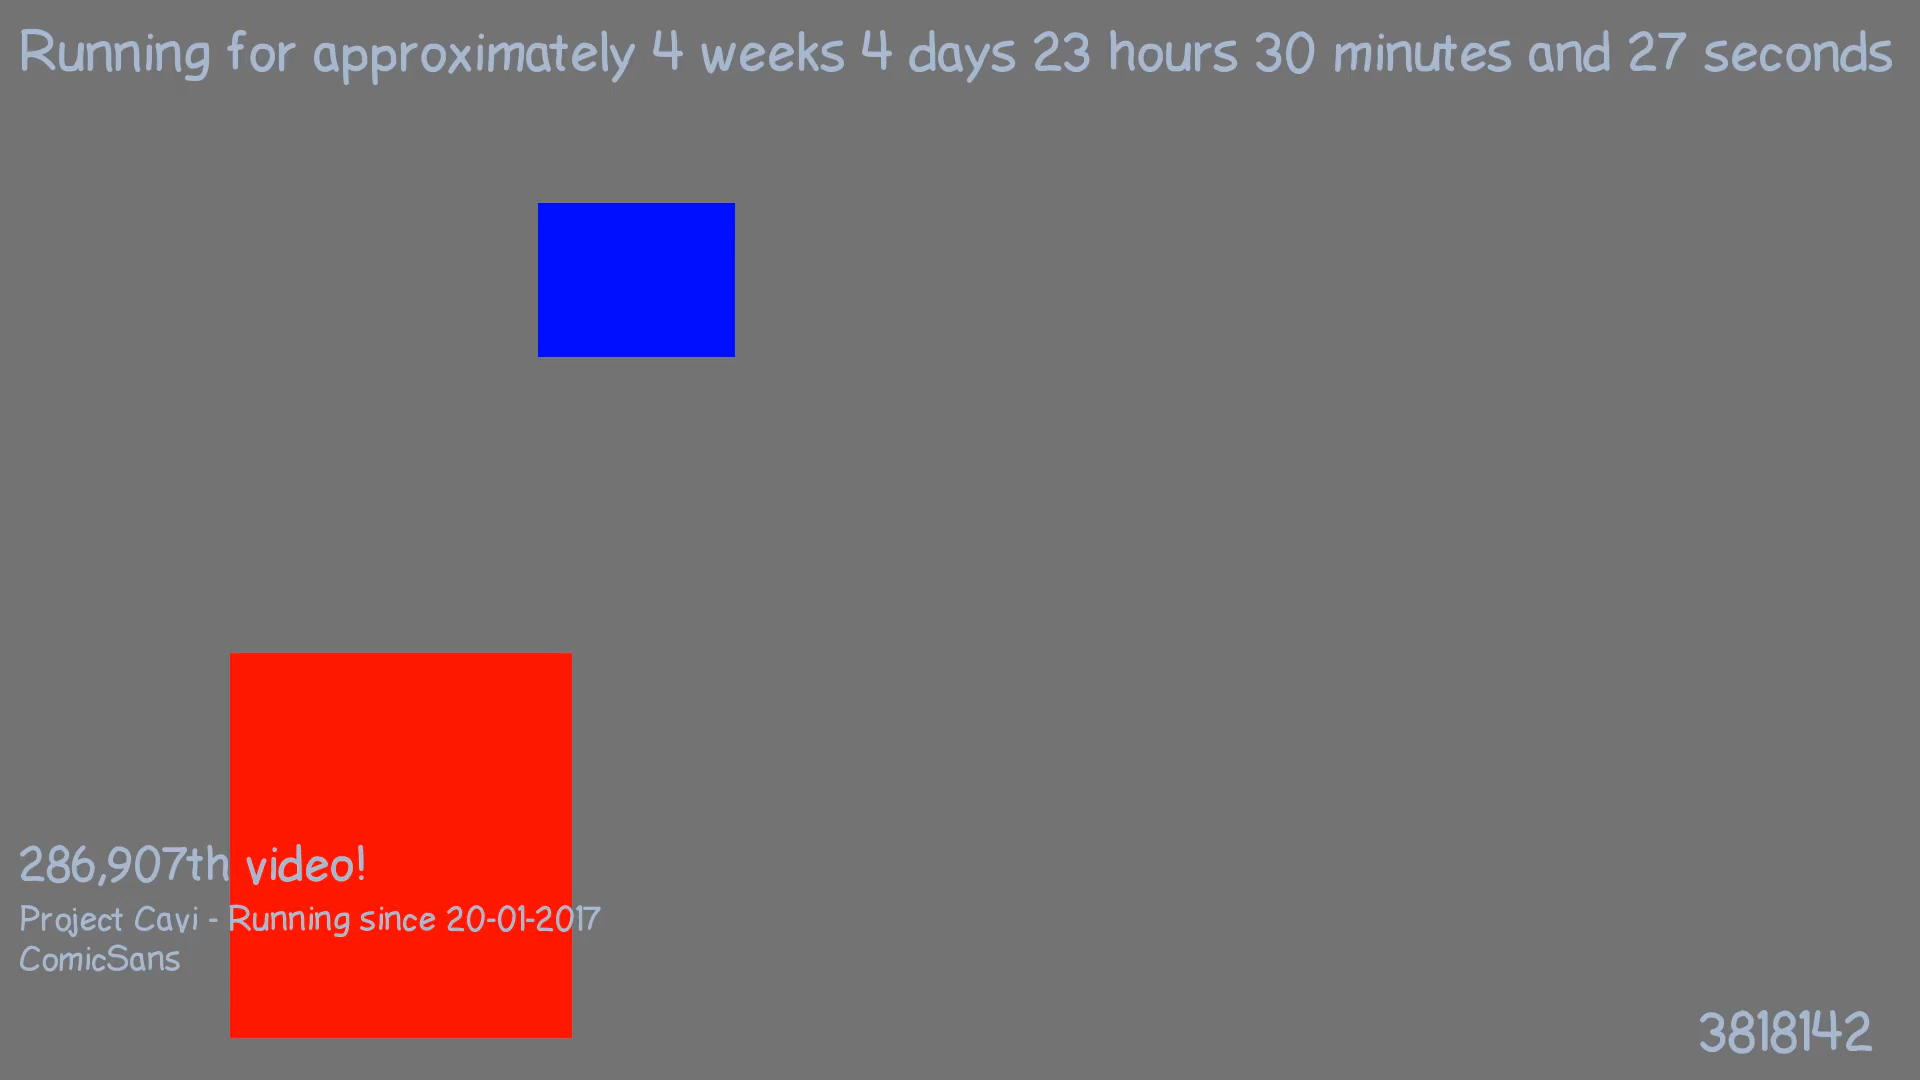 Running for approximately 4 weeks 4 days 23 hours 30 minutes and 27 seconds
286,907th video!
Project Cavi - Running since 20-01-2017
ComicSans
3818142